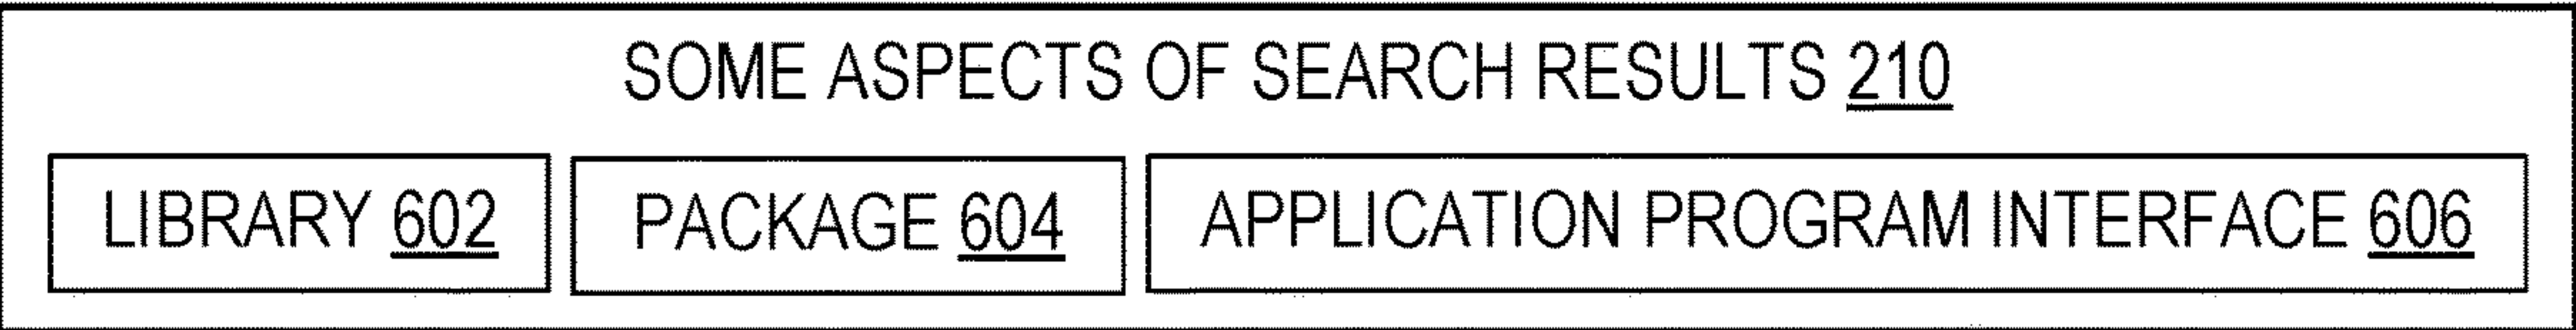 SOME ASPECTS OF SEARCH RESULTS 210
LIBRARY 602 PACKAGE 604 APPLICATION PROGRAM INTERFACE 606